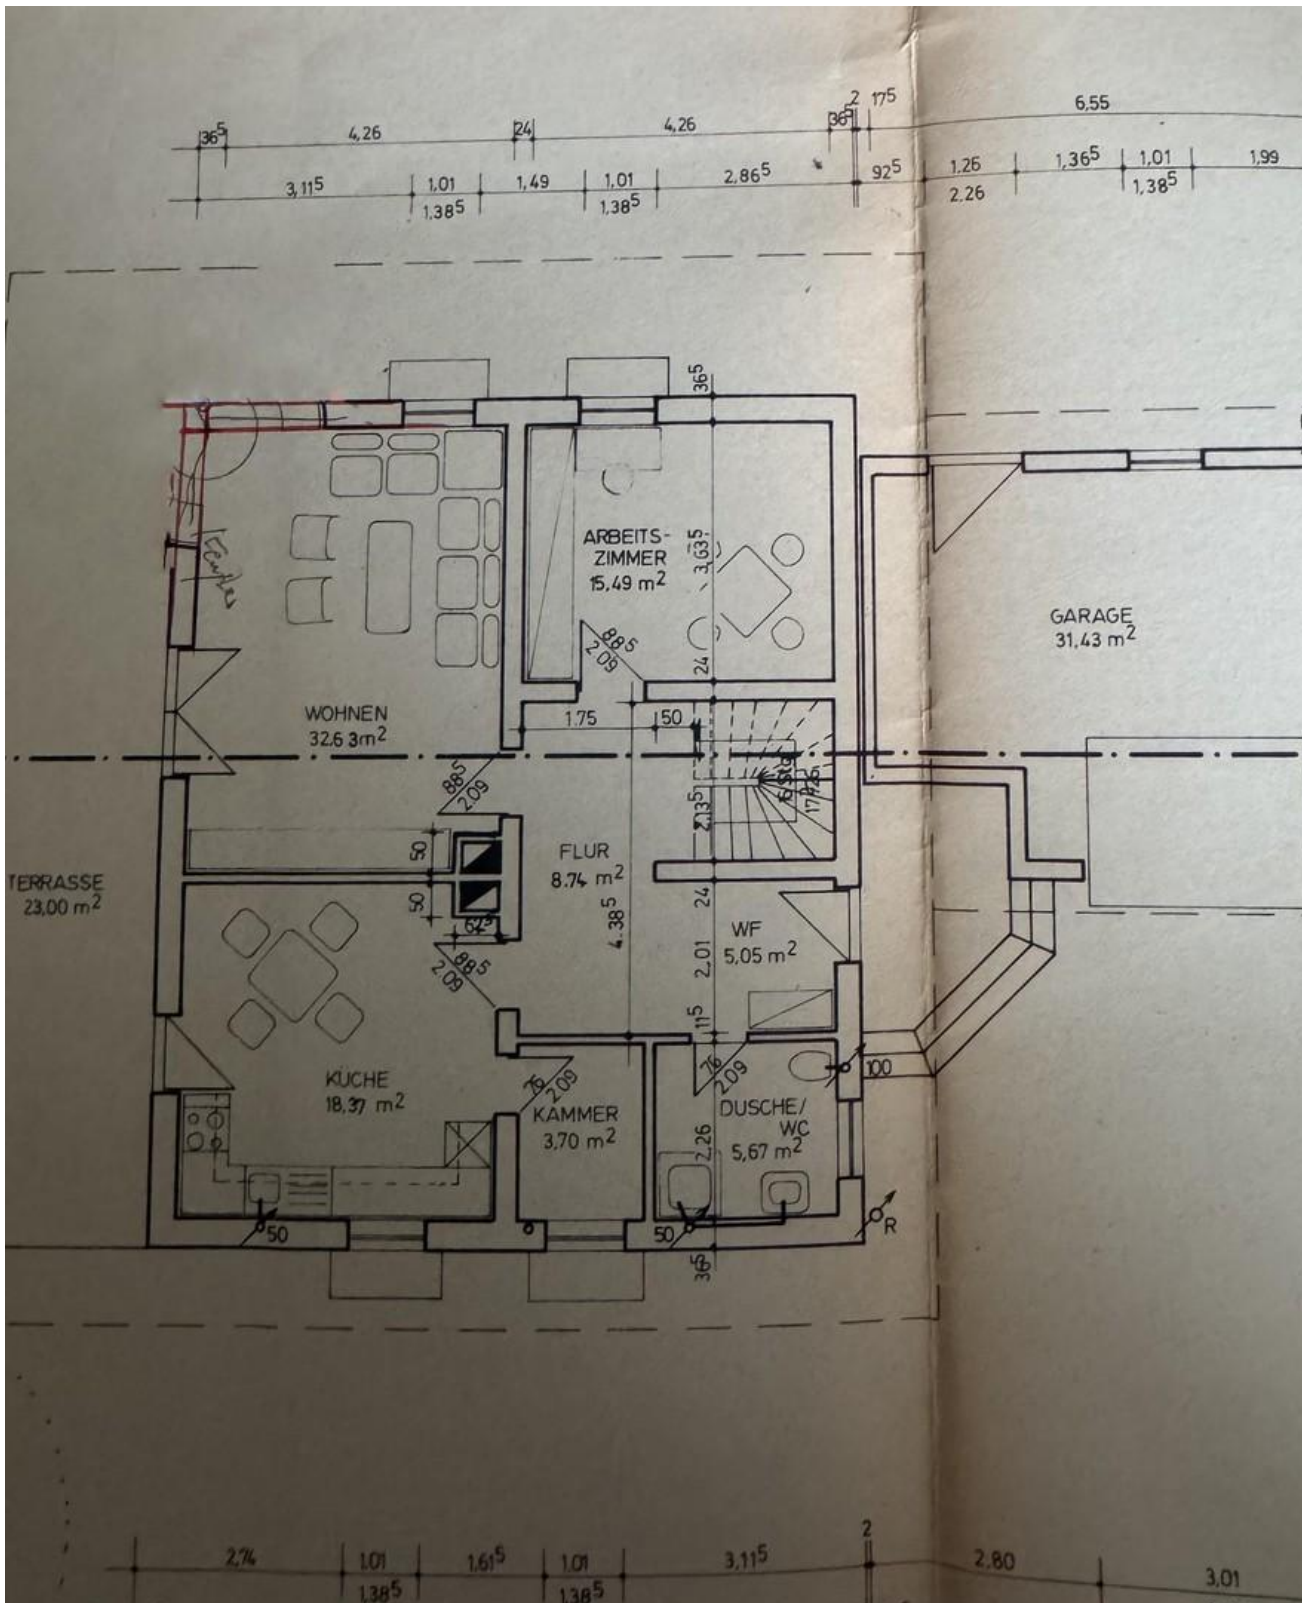 36⁵ 4,26 24 4,26 36⁵ 2 17⁵ 6,55
3,11⁵ 1,01 1,49 1,01 2,86⁵ 92⁵ 1,26 1,36⁵ 1,01 1,99
1,38⁵ 1,38⁵ 2,26 1,38⁵
36⁵
ARBEITS-
ZIMMER
15,49 m²
3,635
Fenster
88⁵
2,09
24
GARAGE
31,43 m²
WOHNEN
32.63m²
1.75 50
88⁵
2,09
2,13⁵
50
FLUR
8.74 m²
TERRASSE
23,00 m²
50
62⁵
24
4.38⁵
WF
5,05 m²
88⁵
2,09
2,01
11⁵
KÜCHE
18,37 m²
76
2,09
76
2,09
100
KAMMER
3,70 m²
DUSCHE/
WC
5,67 m²
2,26
50
50
R
36⁵
2,74 1,01 1,61⁵ 1,01 3,11⁵ 2 2.80 3,01
1,38⁵ 1,38⁵